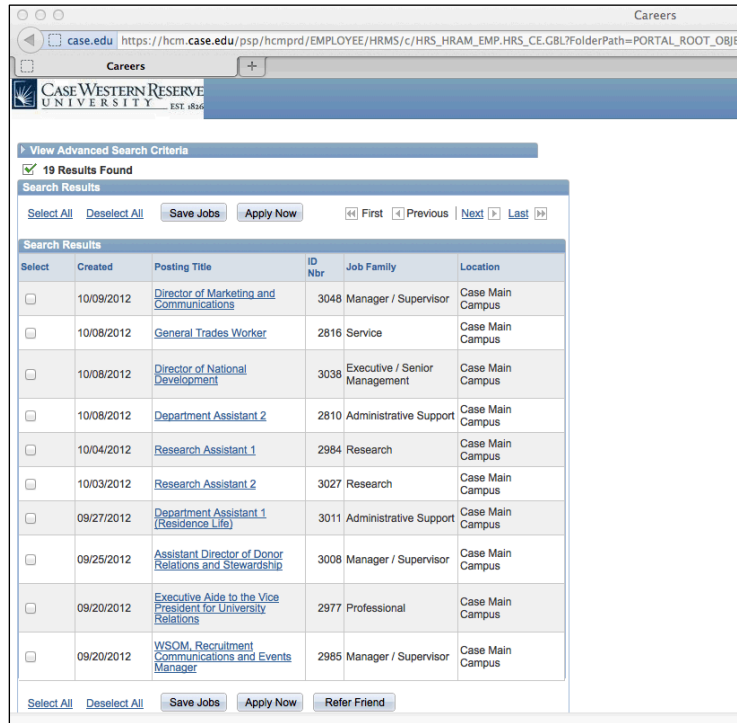 Careers
case.edu https://hcm.case.edu/psp/hcmprd/EMPLOYEE/HRMS/c/HRS_HRAM_EMP.HRS_CE.GBL?FolderPath=PORTAL_ROOT_OBJE
Careers
CASE WESTERN RESERVE
UNIVERSITY EST. 1826
View Advanced Search Criteria
19 Results Found
Search Results
Select All Deselect All Save Jobs Apply Now First Previous | Next Last
Search Results
Select Created Posting Title ID Nbr Job Family Location
10/09/2012 Director of Marketing and Communications 3048 Manager / Supervisor Case Main Campus
10/08/2012 General Trades Worker 2816 Service Case Main Campus
10/08/2012 Director of National Development 3038 Executive / Senior Management Case Main Campus
10/08/2012 Department Assistant 2 2810 Administrative Support Case Main Campus
10/04/2012 Research Assistant 1 2984 Research Case Main Campus
10/03/2012 Research Assistant 2 3027 Research Case Main Campus
09/27/2012 Department Assistant 1 (Residence Life) 3011 Administrative Support Case Main Campus
09/25/2012 Assistant Director of Donor Relations and Stewardship 3008 Manager / Supervisor Case Main Campus
09/20/2012 Executive Aide to the Vice President for University Relations 2977 Professional Case Main Campus
09/20/2012 WSOM, Recruitment Communications and Events Manager 2985 Manager / Supervisor Case Main Campus
Select All Deselect All Save Jobs Apply Now Refer Friend